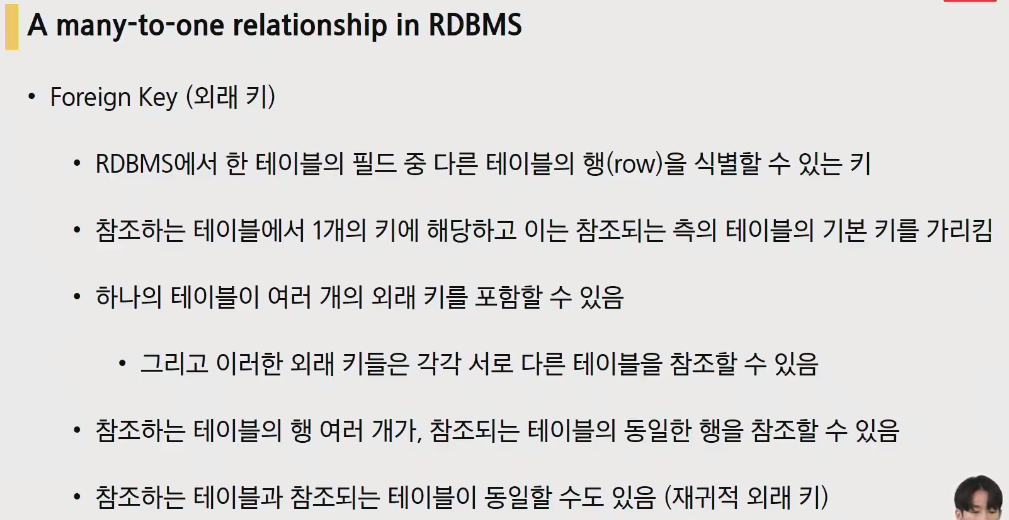 A many-to-one relationship in RDBMS
• Foreign Key (외래 키)
• RDBMS에서 한 테이블의 필드 중 다른 테이블의 행(row)을 식별할 수 있는 키
• 참조하는 테이블에서 1개의 키에 해당하고 이는 참조되는 측의 테이블의 기본 키를 가리킴
• 하나의 테이블이 여러 개의 외래 키를 포함할 수 있음
• 그리고 이러한 외래 키들은 각각 서로 다른 테이블을 참조할 수 있음
• 참조하는 테이블의 행 여러 개가, 참조되는 테이블의 동일한 행을 참조할 수 있음
• 참조하는 테이블과 참조되는 테이블이 동일할 수도 있음 (재귀적 외래 키)